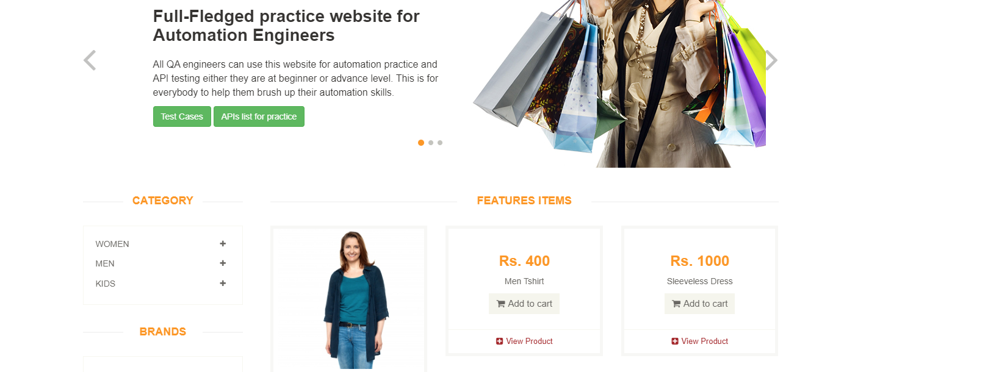 Full-Fledged practice website for
Automation Engineers
All QA engineers can use this website for automation practice and
API testing either they are at beginner or advance level. This is for
everybody to help them brush up their automation skills.
Test Cases
APIs list for practice
CATEGORY
WOMEN
MEN
KIDS
BRANDS
FEATURES ITEMS
Rs. 400
Men Tshirt
Add to cart
View Product
Rs. 1000
Sleeveless Dress
Add to cart
View Product